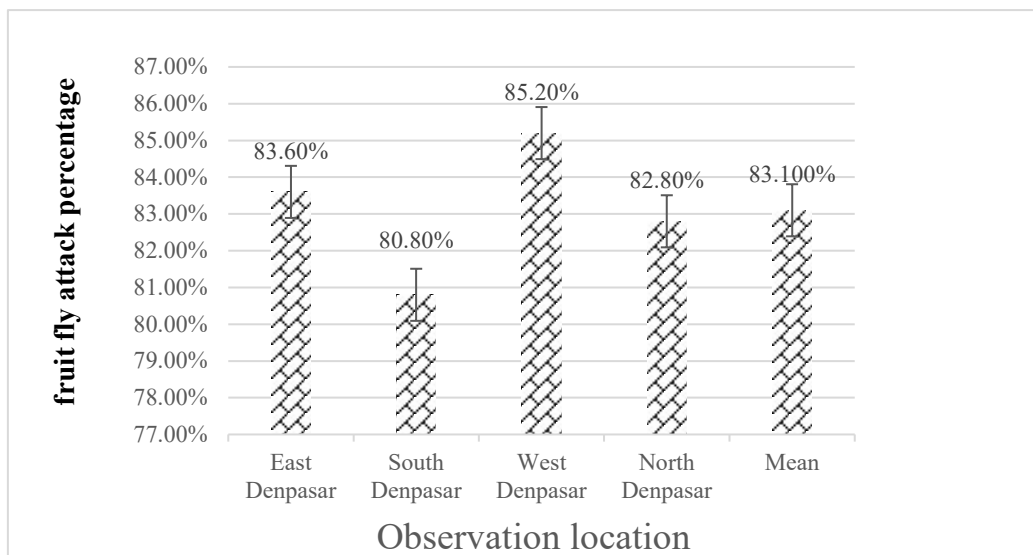 fruit fly attack percentage
87.00%
86.00%
85.00%
84.00%
83.00%
82.00%
81.00%
80.00%
79.00%
78.00%
77.00%
83.60%
80.80%
85.20%
82.80%
83.100%
East
Denpasar
South
Denpasar
West
Denpasar
North
Denpasar
Mean
Observation location